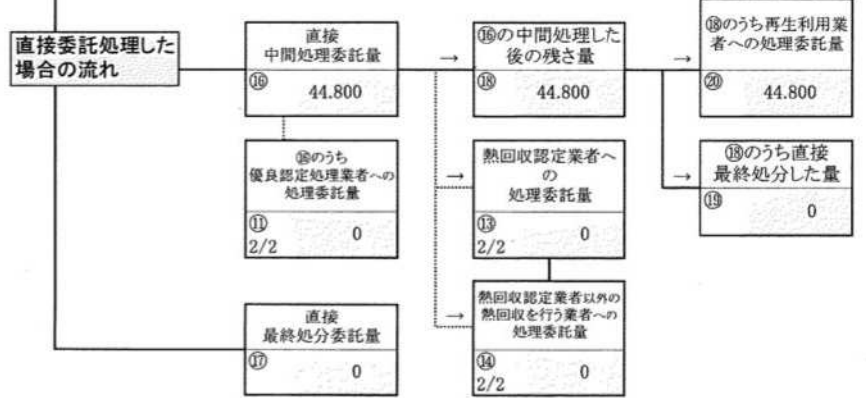 直接委託処理した
場合の流れ
直接
中間処理委託量
⑯
44.800
→
⑯の中間処理した
後の残さ量
⑱
44.800
→
⑱のうち再生利用業
者への処理委託量
⑳
44.800
⑯のうち
優良認定処理業者への
処理委託量
⑪
2/2
0
→
熱回収認定業者へ
の
処理委託量
⑬
2/2
0
→
⑱のうち直接
最終処分した量
⑲
0
直接
最終処分委託量
⑰
0
→
熱回収認定業者以外の
熱回収を行う業者への
処理委託量
⑭
2/2
0